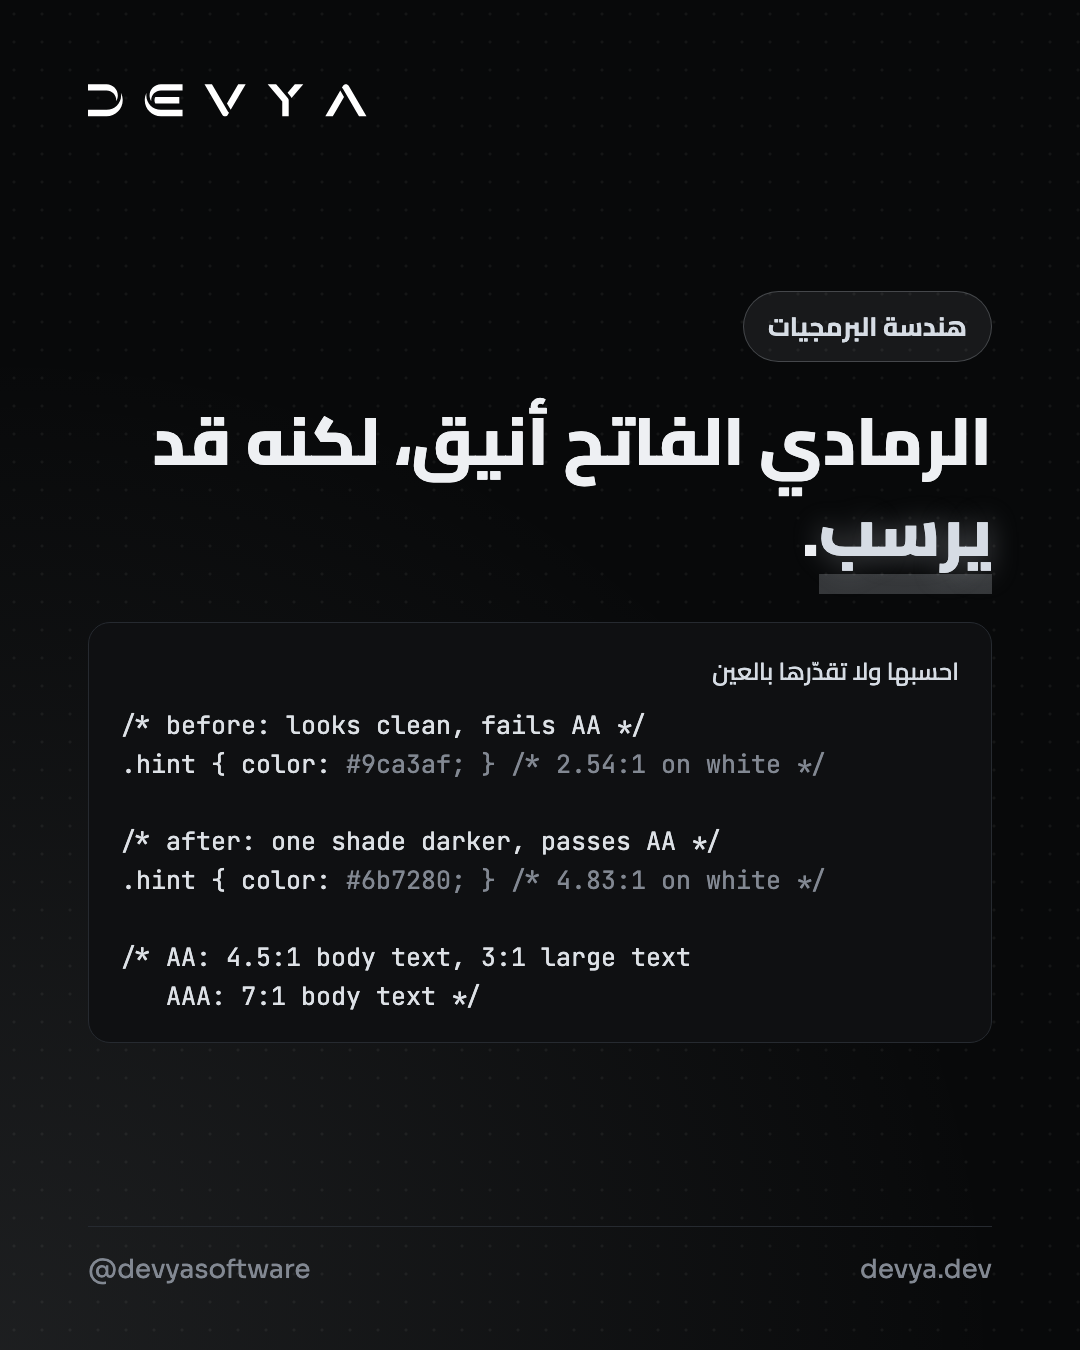 DEVYA
هندسة البرمجيات
الرمادي الفاتح أنيق، لكنه قد
يرسب.
احسبها ولا تقدّرها بالعين
/* before: looks clean, fails AA */
.hint { color: #9ca3af; } /* 2.54:1 on white */
/* after: one shade darker, passes AA */
.hint { color: #6b7280; } /* 4.83:1 on white */
/* AA: 4.5:1 body text, 3:1 large text
AAA: 7:1 body text */
@devyasoftware
devya.dev